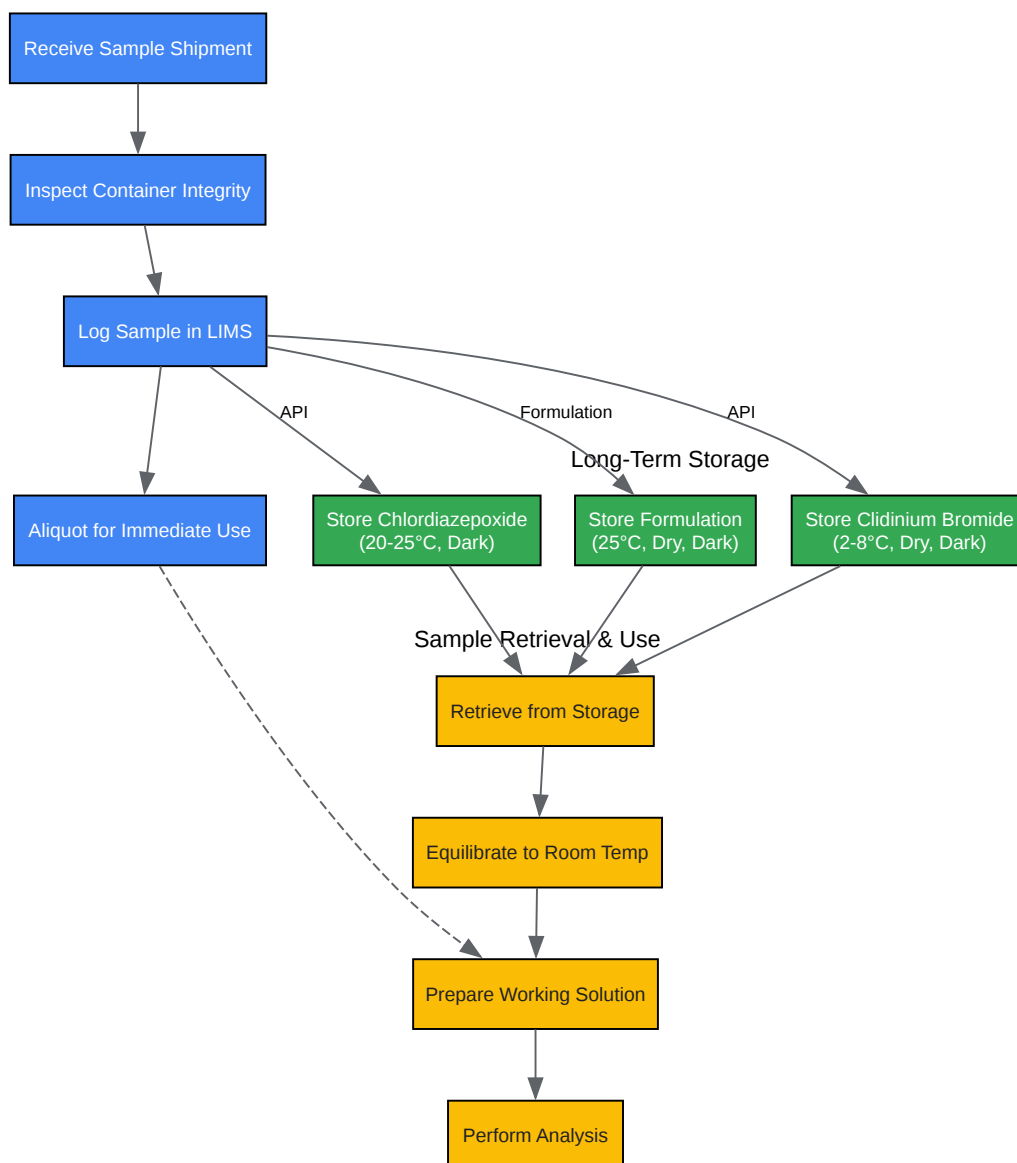 Receive Sample Shipment
Inspect Container Integrity
Log Sample in LIMS
API
Formulation
API
Long-Term Storage
Aliquot for Immediate Use
Store Chlordiazepoxide
(20-25°C, Dark)
Store Formulation
(25°C, Dry, Dark)
Store Clidinium Bromide
(2-8°C, Dry, Dark)
Sample Retrieval & Use
Retrieve from Storage
Equilibrate to Room Temp
Prepare Working Solution
Perform Analysis